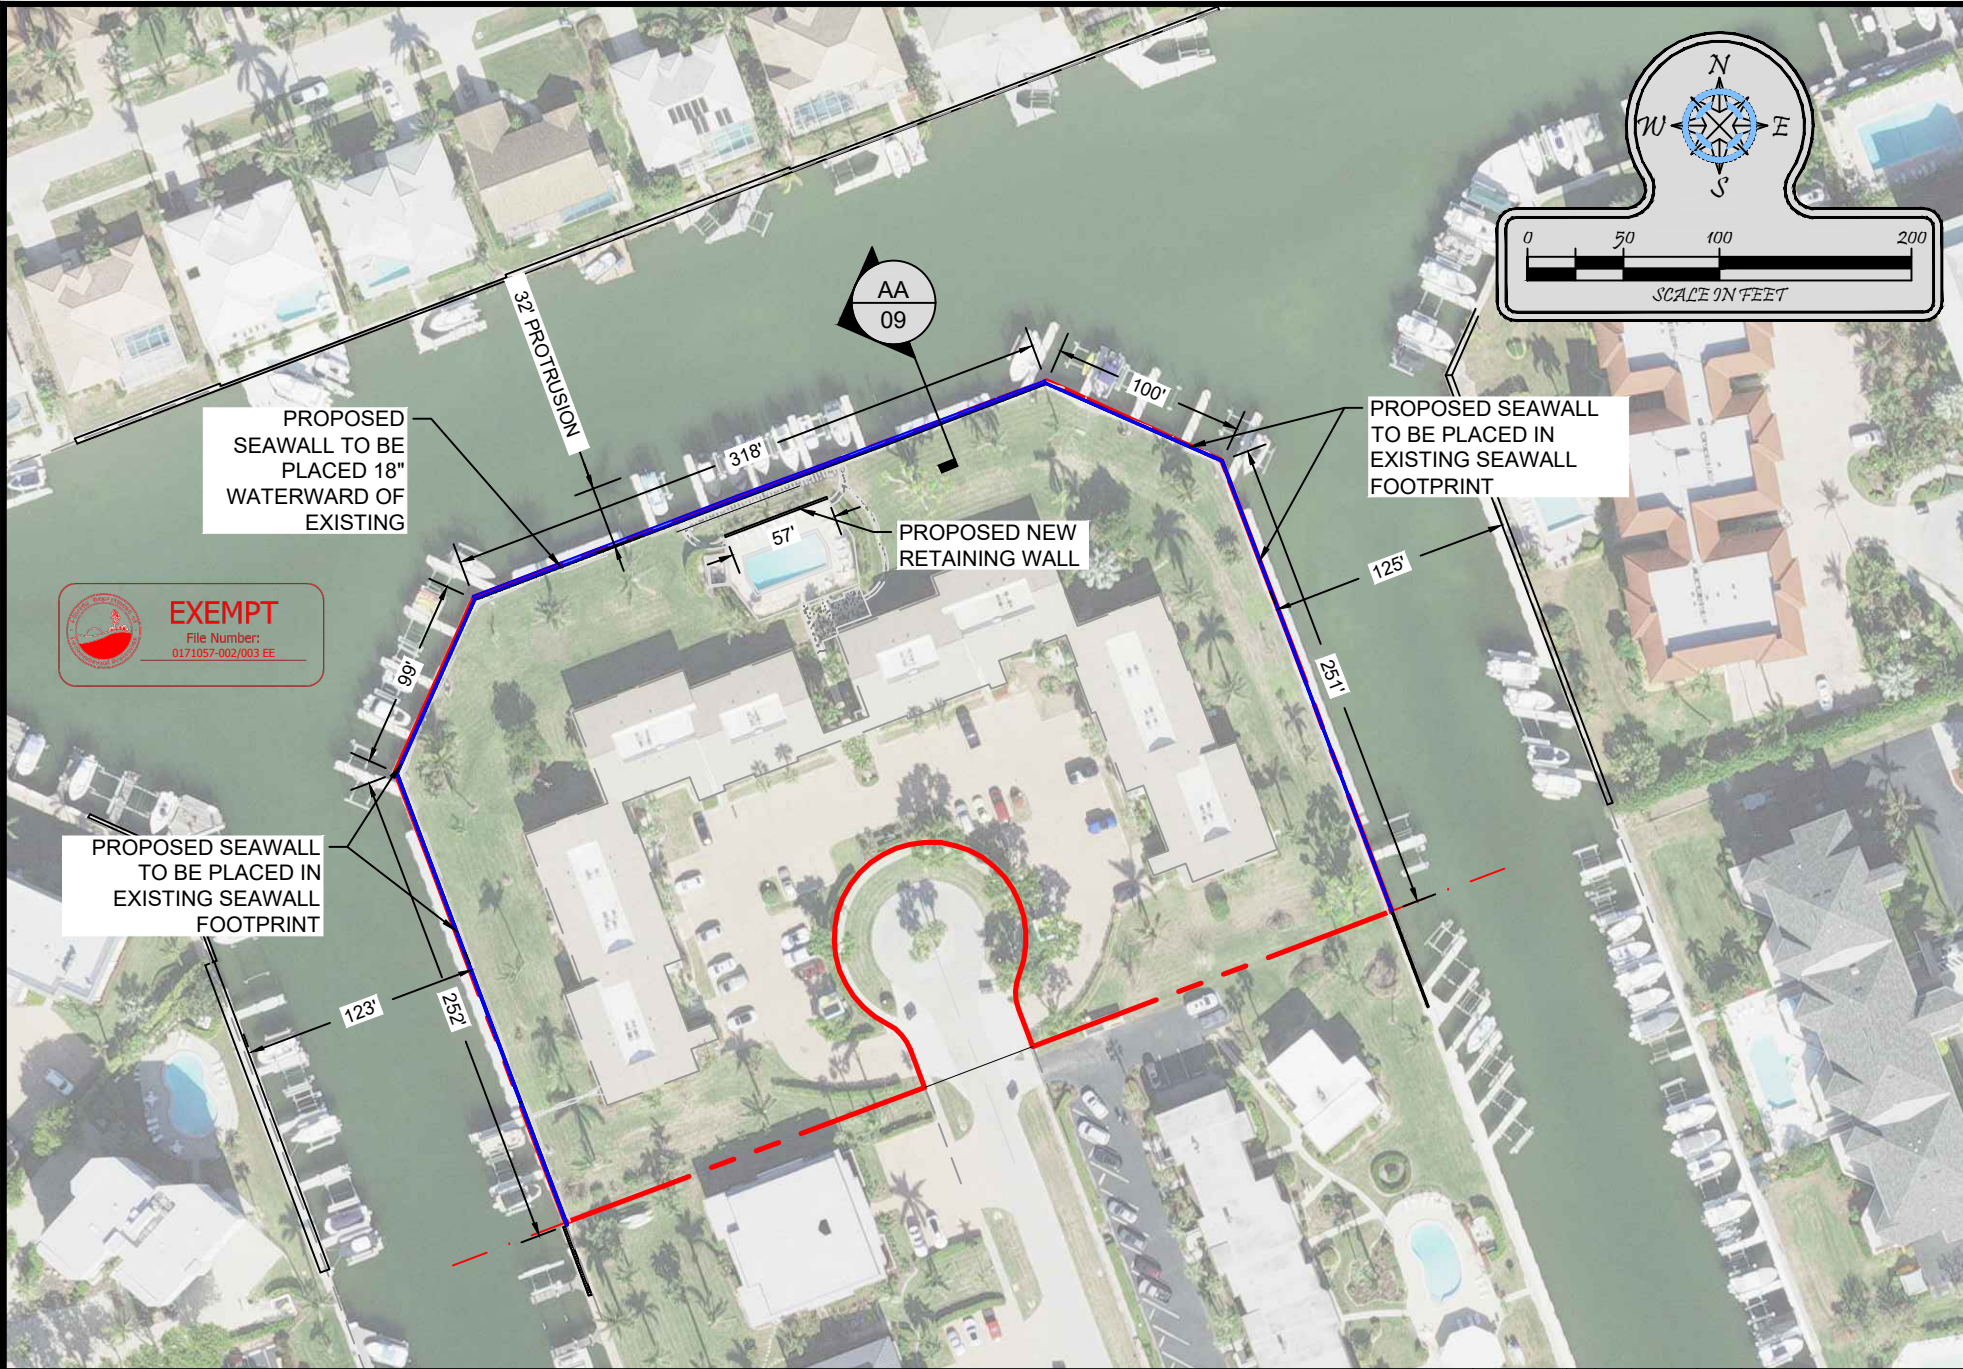 N
W
E
S
0 50 100 200
SCALE IN FEET
32' PROTRUSION
AA
09
318'
100'
PROPOSED
SEAWALL TO BE
PLACED 18"
WATERWARD OF
EXISTING
PROPOSED SEAWALL
TO BE PLACED IN
EXISTING SEAWALL
FOOTPRINT
57'
PROPOSED NEW
RETAINING WALL
125'
EXEMPT
File Number:
0171057-002/003 EE
99'
251'
PROPOSED SEAWALL
TO BE PLACED IN
EXISTING SEAWALL
FOOTPRINT
123'
252'